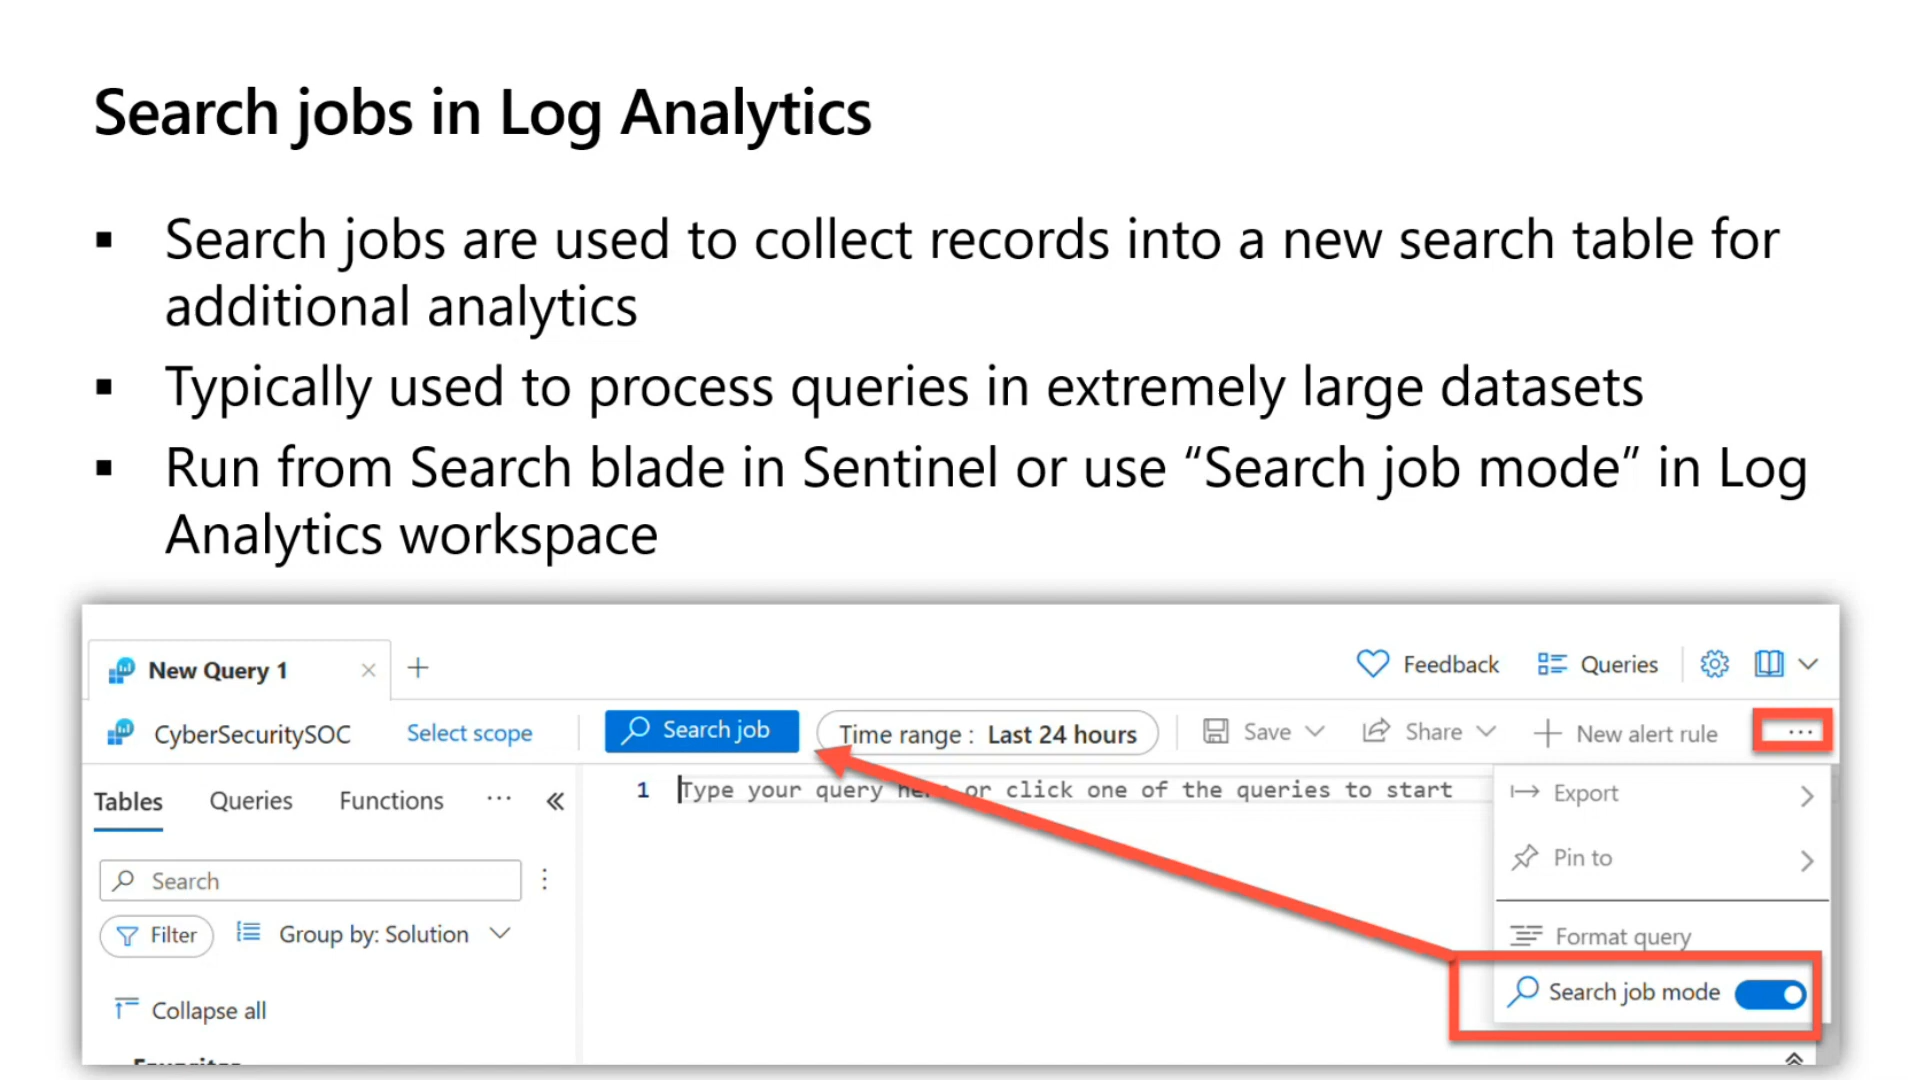 Search jobs in Log Analytics
▪ Search jobs are used to collect records into a new search table for
additional analytics
▪ Typically used to process queries in extremely large datasets
▪ Run from Search blade in Sentinel or use “Search job mode” in Log
Analytics workspace
New Query 1
Feedback
Queries
CyberSecuritySOC
Select scope
Search job
Time range : Last 24 hours
Save
Share
New alert rule
...
Tables
Queries
Functions
...
1
Type your query here or click one of the queries to start
Export
Pin to
Format query
Search job mode
Search
Filter
Group by: Solution
Collapse all